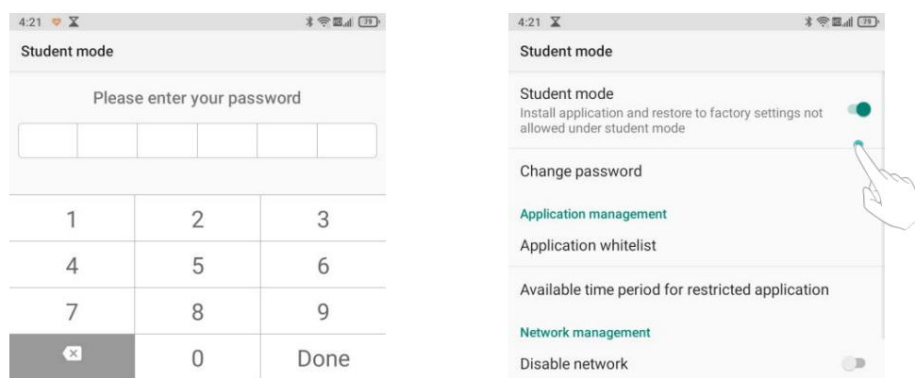 4:21
79
Student mode
Please enter your password
1 2 3
4 5 6
7 8 9
0 Done
4:21
79
Student mode
Student mode
Install application and restore to factory settings not
allowed under student mode
Change password
Application management
Application whitelist
Available time period for restricted application
Network management
Disable network